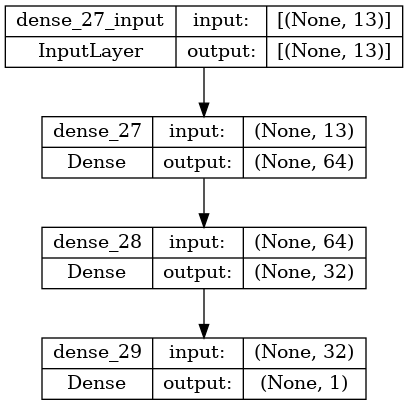 dense_27_input input: [(None, 13)]
InputLayer output: [(None, 13)]
dense_27 input: (None, 13)
Dense output: (None, 64)
dense_28 input: (None, 64)
Dense output: (None, 32)
dense_29 input: (None, 32)
Dense output: (None, 1)